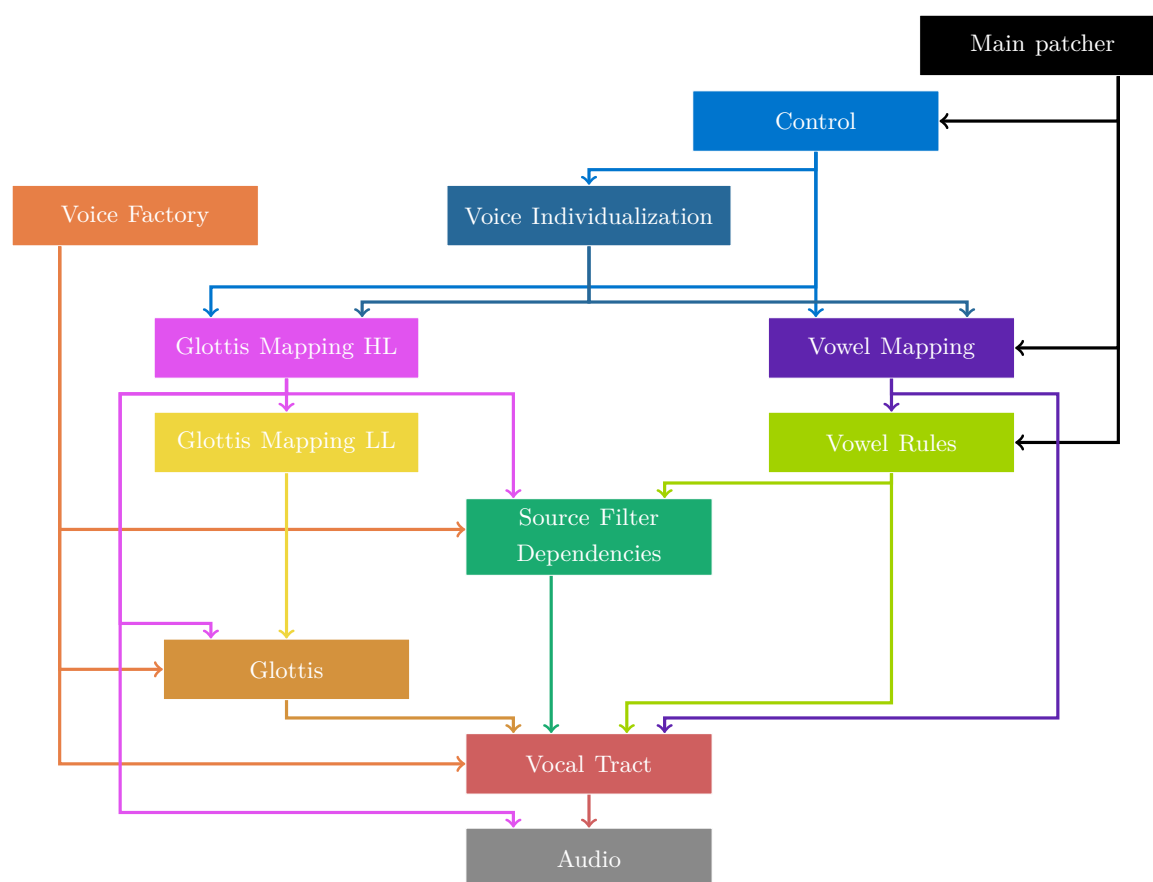 Main patcher
Control
Voice Factory
Voice Individualization
Glottis Mapping HL
Vowel Mapping
Glottis Mapping LL
Vowel Rules
Source Filter
Dependencies
Glottis
Vocal Tract
Audio